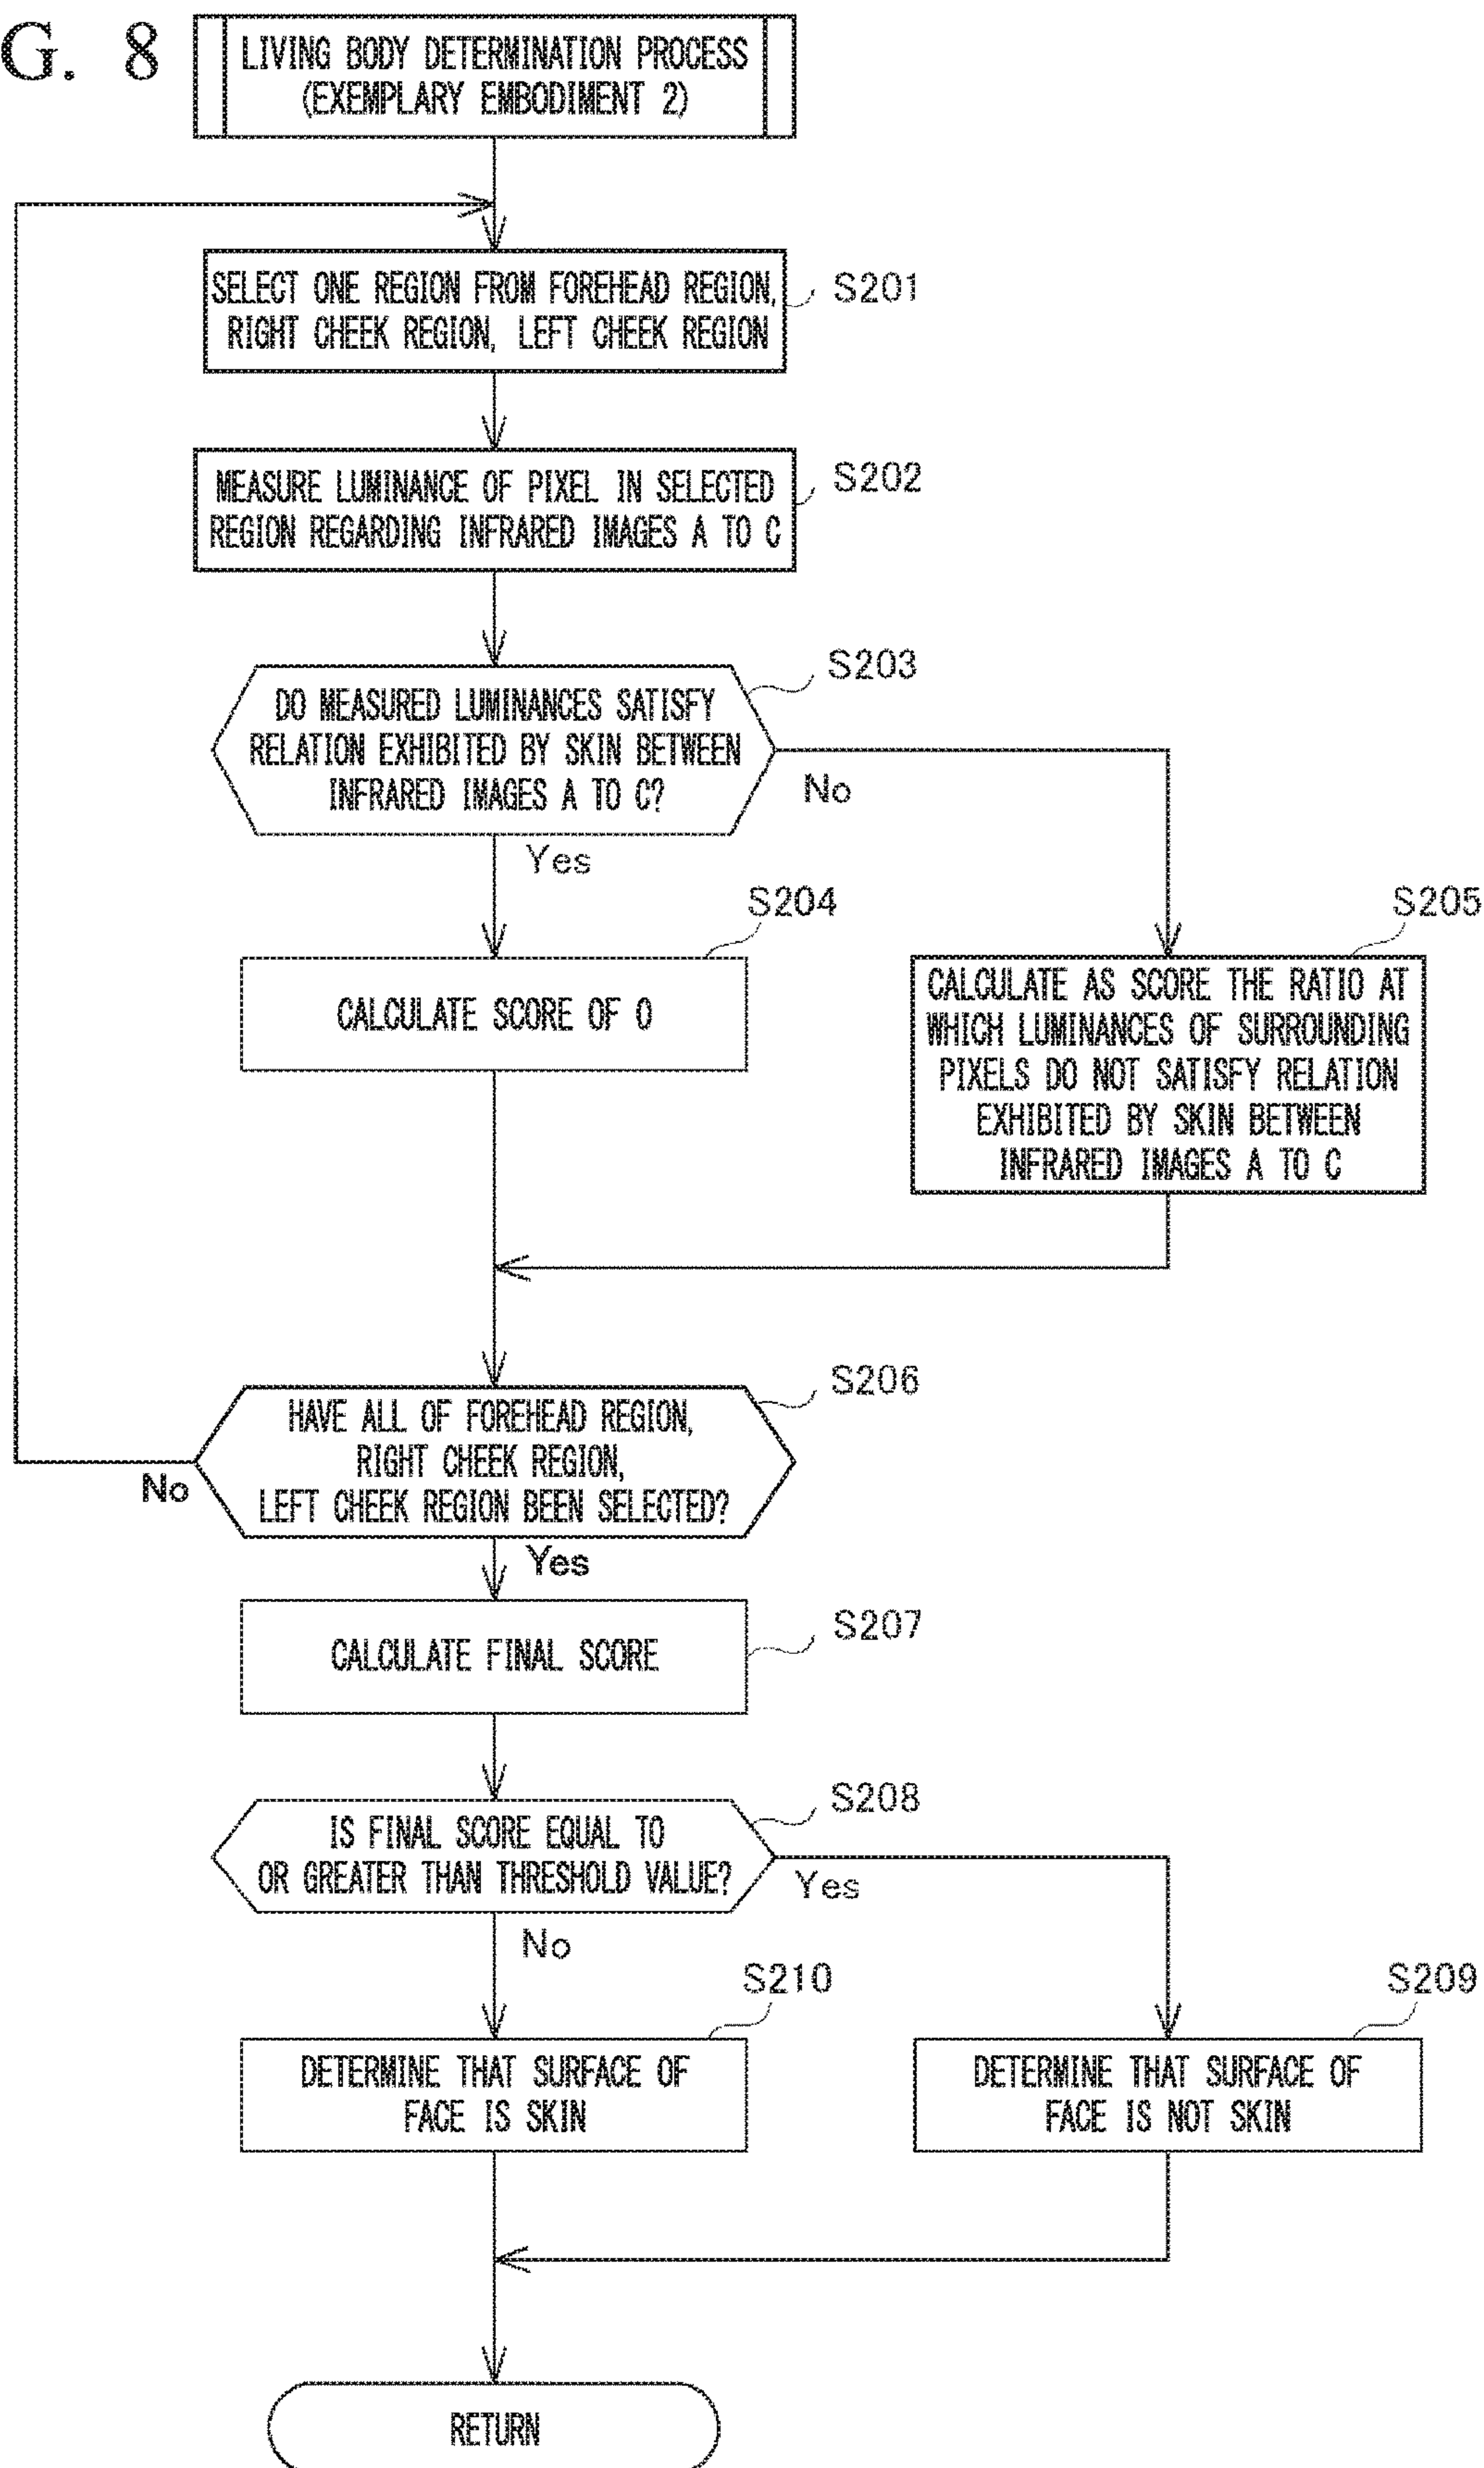 G. 8
LIVING BODY DETERMINATION PROCESS
(EXEMPLARY EMBODIMENT 2)
SELECT ONE REGION FROM FOREHEAD REGION,
RIGHT CHEEK REGION, LEFT CHEEK REGION
S201
MEASURE LUMINANCE OF PIXEL IN SELECTED
REGION REGARDING INFRARED IMAGES A TO C
S202
DO MEASURED LUMINANCES SATISFY
RELATION EXHIBITED BY SKIN BETWEEN
INFRARED IMAGES A TO C?
S203
No
Yes
S204
CALCULATE SCORE OF 0
S205
CALCULATE AS SCORE THE RATIO AT
WHICH LUMINANCES OF SURROUNDING
PIXELS DO NOT SATISFY RELATION
EXHIBITED BY SKIN BETWEEN
INFRARED IMAGES A TO C
HAVE ALL OF FOREHEAD REGION,
RIGHT CHEEK REGION,
LEFT CHEEK REGION BEEN SELECTED?
S206
No
Yes
CALCULATE FINAL SCORE
S207
IS FINAL SCORE EQUAL TO
OR GREATER THAN THRESHOLD VALUE?
S208
Yes
No
S210
DETERMINE THAT SURFACE OF
FACE IS SKIN
S209
DETERMINE THAT SURFACE OF
FACE IS NOT SKIN
RETURN